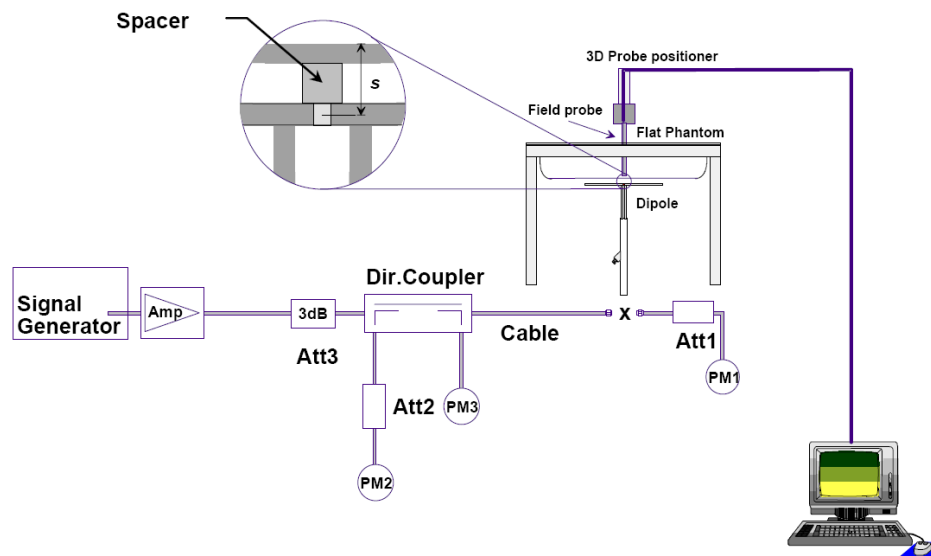 Spacer
s
3D Probe positioner
Field probe
Flat Phantom
Dipole
Signal
Generator
Amp
3dB
Att3
Dir.Coupler
Cable
x
Att1
PM1
Att2
PM3
PM2